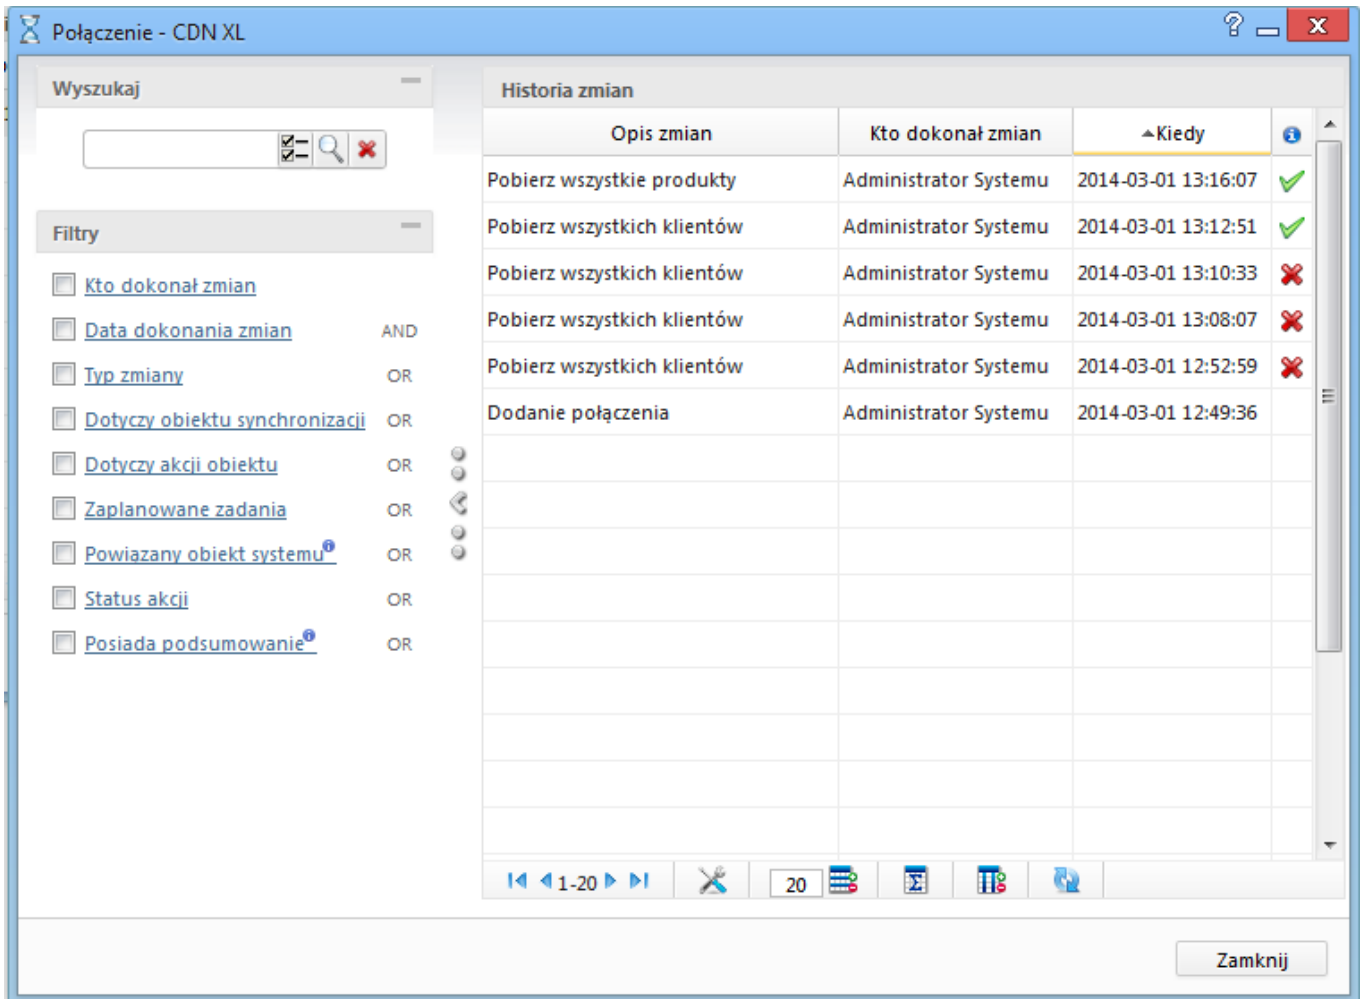 Połączenie - CDN XL
Wyszukaj
Filtry
Kto dokonał zmian
Data dokonania zmian AND
Typ zmiany OR
Dotyczy obiektu synchronizacji OR
Dotyczy akcji obiektu OR
Zaplanowane zadania OR
Powiązany obiekt systemu OR
Status akcji OR
Posiada podsumowanie OR
Historia zmian
Opis zmian Kto dokonał zmian Kiedy
Pobierz wszystkie produkty Administrator Systemu 2014-03-01 13:16:07
Pobierz wszystkich klientów Administrator Systemu 2014-03-01 13:12:51
Pobierz wszystkich klientów Administrator Systemu 2014-03-01 13:10:33
Pobierz wszystkich klientów Administrator Systemu 2014-03-01 13:08:07
Pobierz wszystkich klientów Administrator Systemu 2014-03-01 12:52:59
Dodanie połączenia Administrator Systemu 2014-03-01 12:49:36
1-20 20
Zamknij